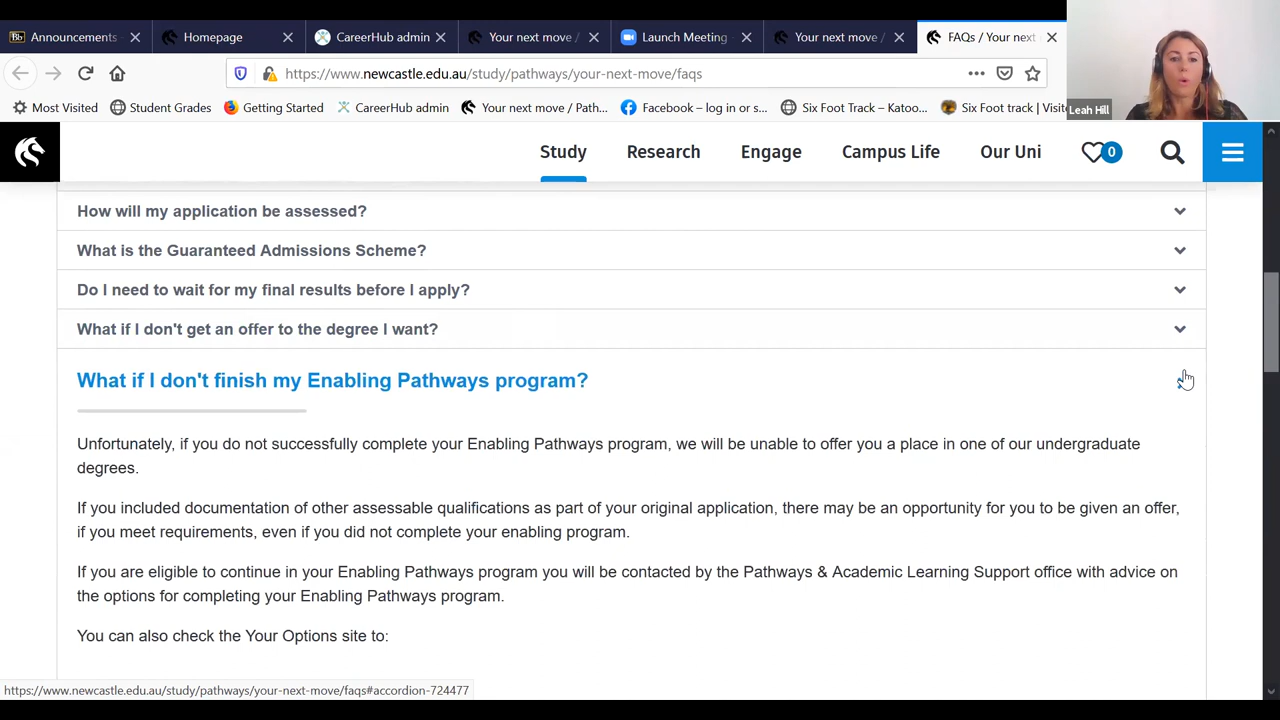 Announcements
Homepage
CareerHub admin
Your next move /
Launch Meeting -
Your next move /
FAQs / Your next
https://www.newcastle.edu.au/study/pathways/your-next-move/faqs
Most Visited
Student Grades
Getting Started
CareerHub admin
Your next move / Path...
Facebook – log in or s...
Six Foot Track – Katoo...
Six Foot track | Visit
Leah Hill
Study
Research
Engage
Campus Life
Our Uni
0
How will my application be assessed?
What is the Guaranteed Admissions Scheme?
Do I need to wait for my final results before I apply?
What if I don't get an offer to the degree I want?
What if I don't finish my Enabling Pathways program?
Unfortunately, if you do not successfully complete your Enabling Pathways program, we will be unable to offer you a place in one of our undergraduate
degrees.
If you included documentation of other assessable qualifications as part of your original application, there may be an opportunity for you to be given an offer,
if you meet requirements, even if you did not complete your enabling program.
If you are eligible to continue in your Enabling Pathways program you will be contacted by the Pathways & Academic Learning Support office with advice on
the options for completing your Enabling Pathways program.
You can also check the Your Options site to:
https://www.newcastle.edu.au/study/pathways/your-next-move/faqs#accordion-724477